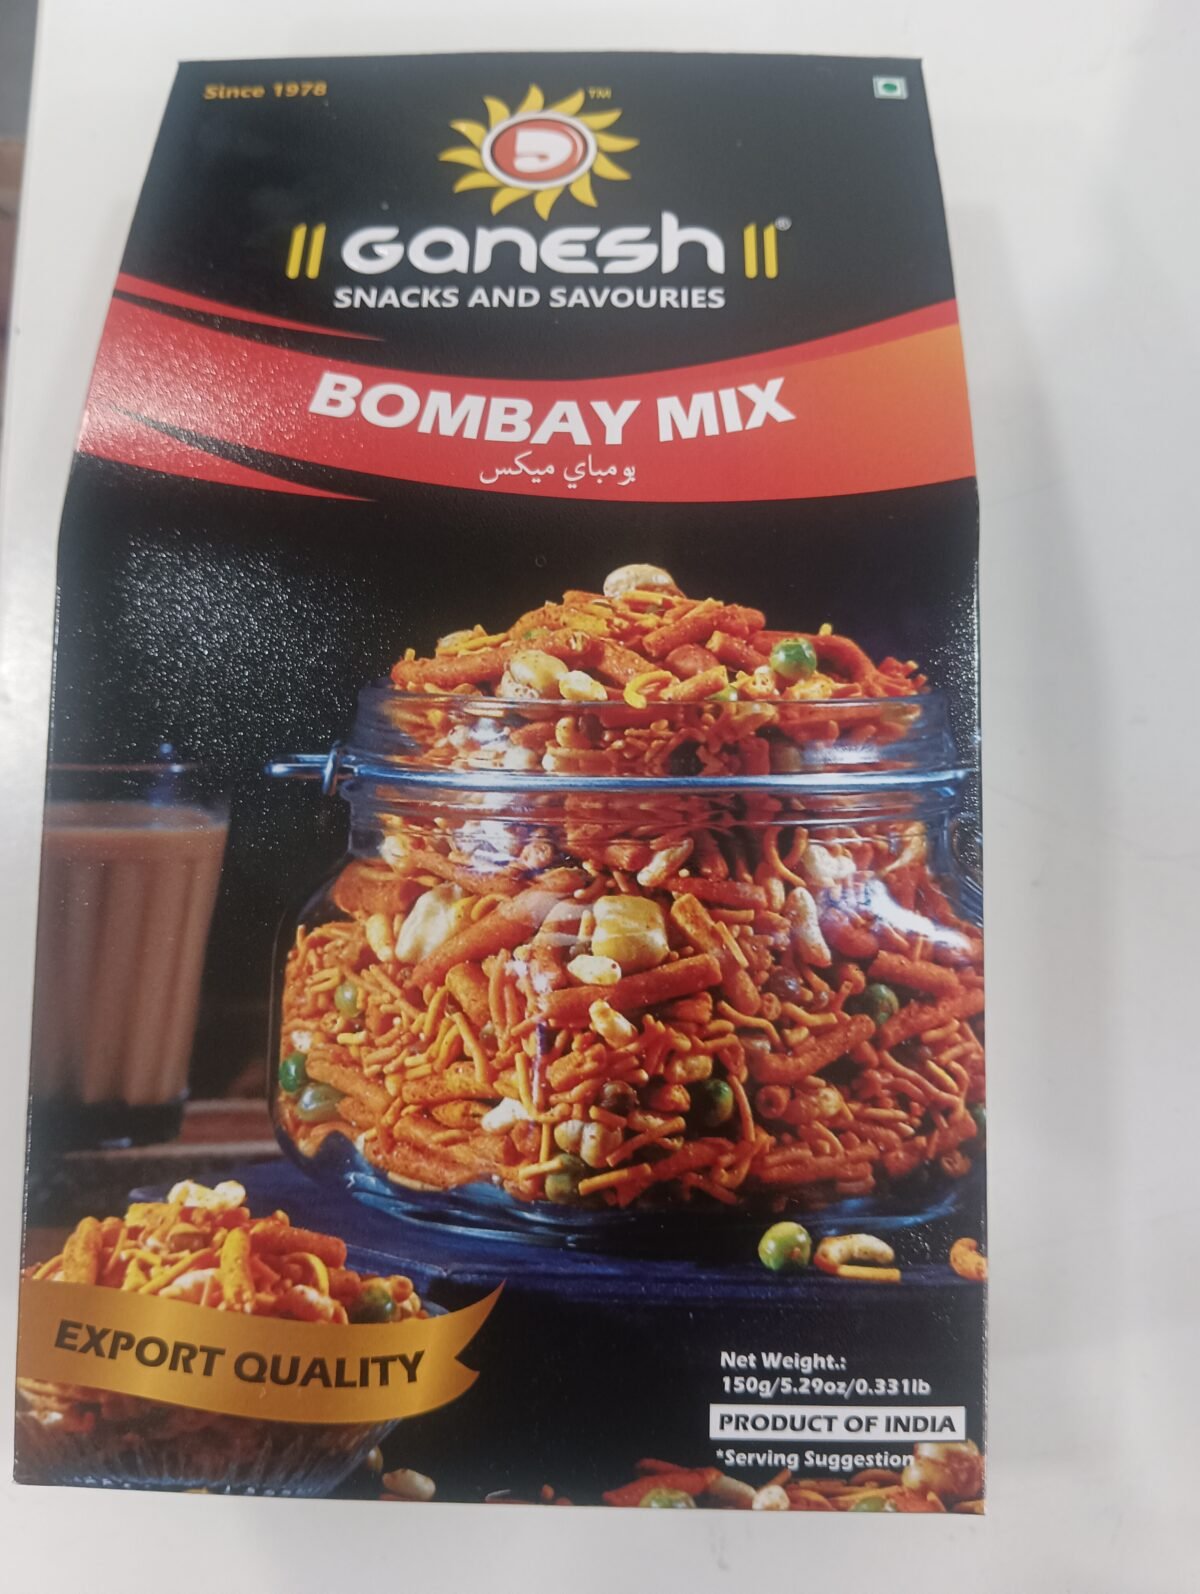 Since 1978
TM
|| GANESH || ®
SNACKS AND SAVOURIES
BOMBAY MIX
بومباي ميكس
EXPORT QUALITY
Net Weight.:
150g/5.29oz/0.331lb
PRODUCT OF INDIA
*Serving Suggestion